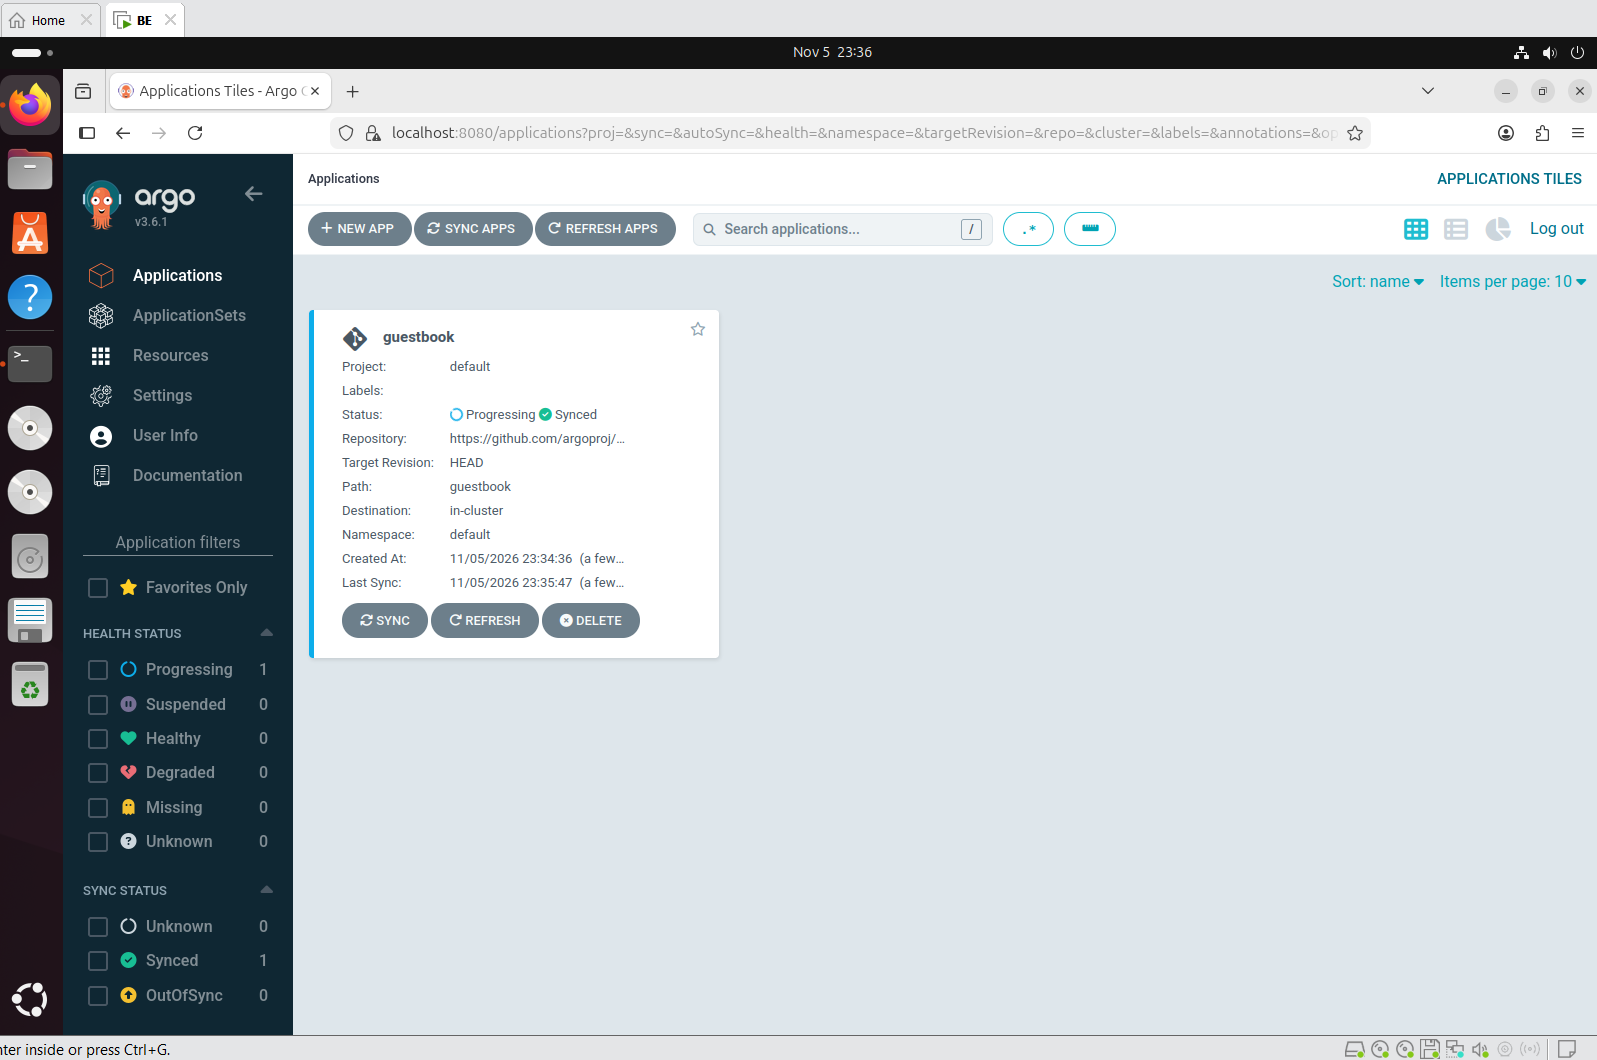 Home
BE
Nov 5 23:36
Applications Tiles - Argo C
localhost:8080/applications?proj=&sync=&autoSync=&health=&namespace=&targetRevision=&repo=&cluster=&labels=&annotations=&op
argo
v3.6.1
Applications
ApplicationSets
Resources
Settings
User Info
Documentation
Application filters
Favorites Only
HEALTH STATUS
Progressing 1
Suspended 0
Healthy 0
Degraded 0
Missing 0
Unknown 0
SYNC STATUS
Unknown 0
Synced 1
OutOfSync 0
Applications
APPLICATIONS TILES
NEW APP
SYNC APPS
REFRESH APPS
Search applications...
/
.*
Log out
Sort: name
Items per page: 10
guestbook
Project: default
Labels:
Status: Progressing Synced
Repository: https://github.com/argoproj/...
Target Revision: HEAD
Path: guestbook
Destination: in-cluster
Namespace: default
Created At: 11/05/2026 23:34:36 (a few...
Last Sync: 11/05/2026 23:35:47 (a few...
SYNC
REFRESH
DELETE
nter inside or press Ctrl+G.